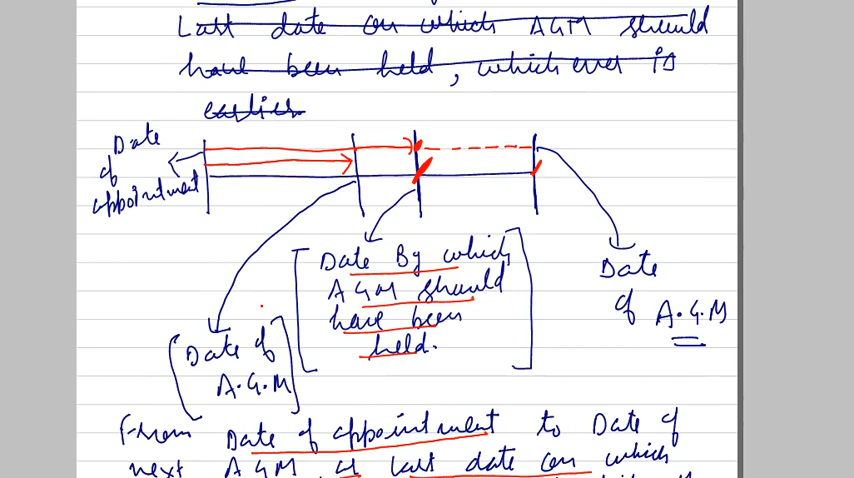 Last date on which AGM should
have been held, which ever is
earlier.
Date
of
appointment
Date By which
AGM should
have been
held.
Date
of A.G.M
Date of
A.G.M
From Date of appointment to Date of
next AGM or last date on which